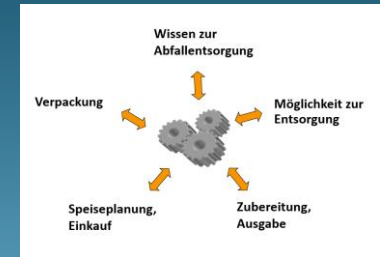 Wissen zur
Abfallentsorgung
Verpackung
Möglichkeit zur
Entsorgung
Speiseplanung,
Einkauf
Zubereitung,
Ausgabe